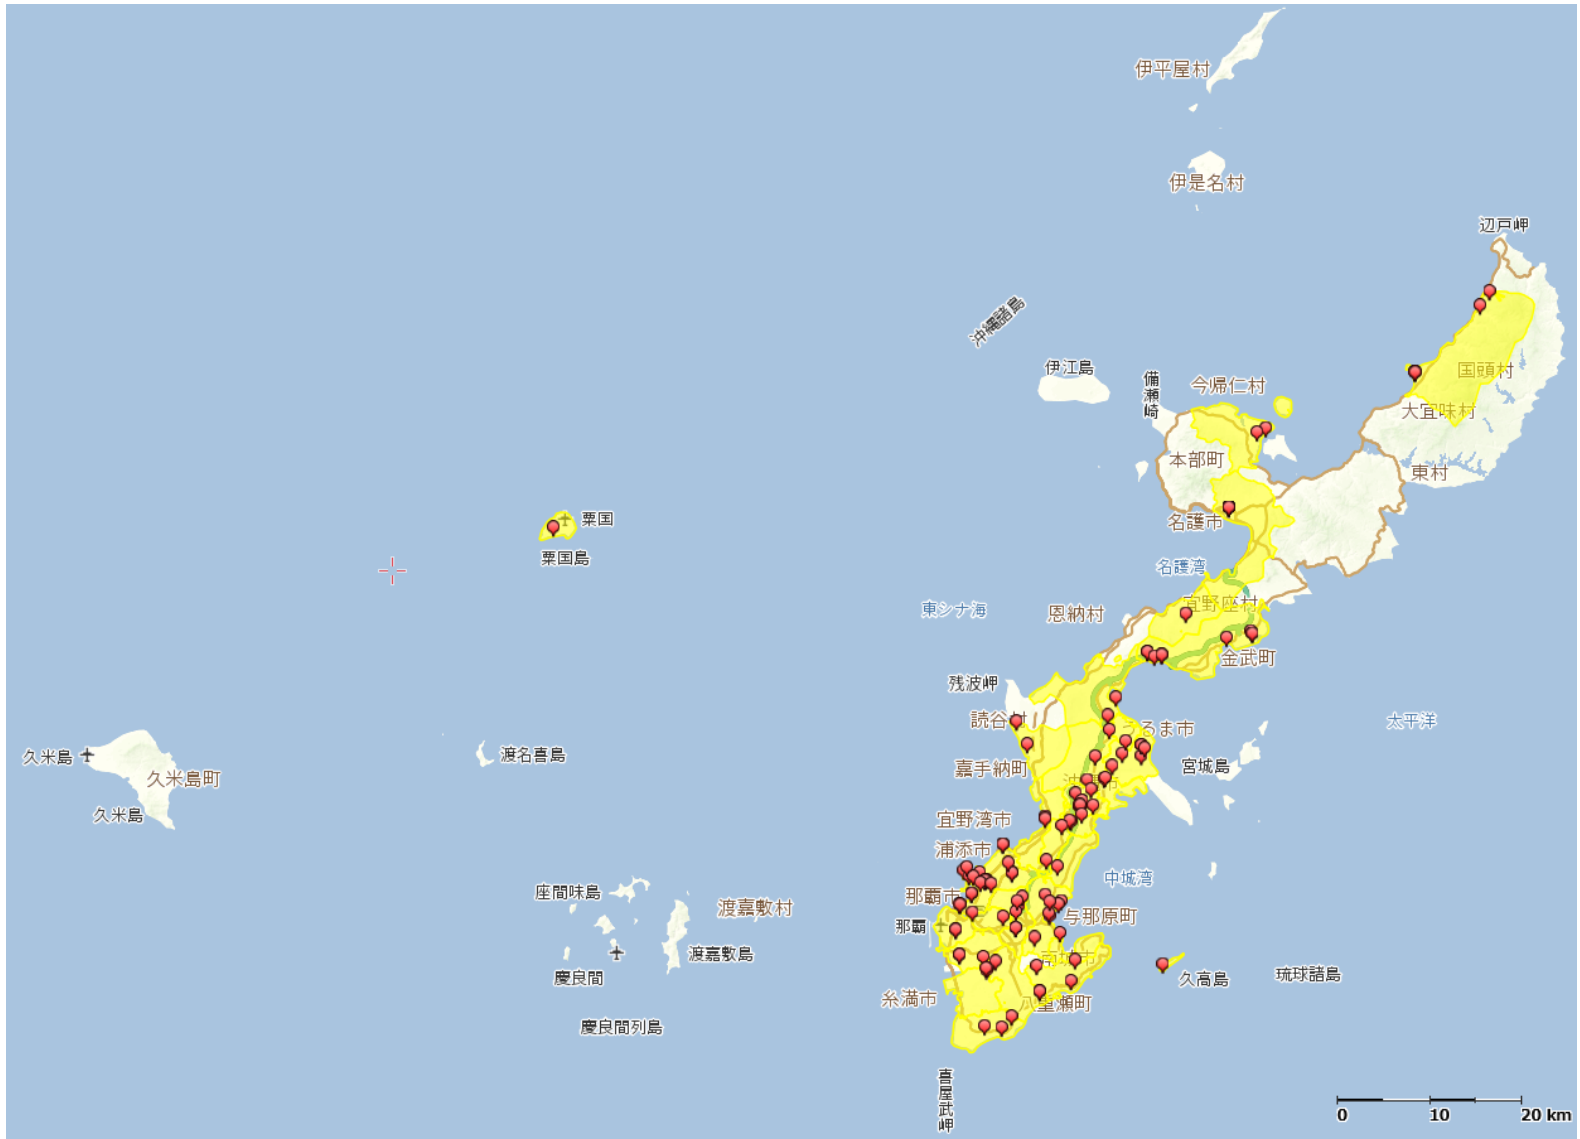 伊平屋村
伊是名村
辺戸岬
沖縄諸島
伊江島
備瀬崎
今帰仁村
国頭村
大宜味村
本部町
東村
粟国
名護市
粟国島
名護湾
宜野座村
東シナ海
恩納村
金武町
残波岬
読谷村
うるま市
太平洋
久米島
渡名喜島
嘉手納町
宮城島
久米島町
沖縄市
久米島
宜野湾市
浦添市
中城湾
座間味島
那覇市
渡嘉敷村
与那原町
那覇
渡嘉敷島
南城市
慶良間
久高島
琉球諸島
糸満市
八重瀬町
慶良間列島
喜屋武岬
0 10 20 km